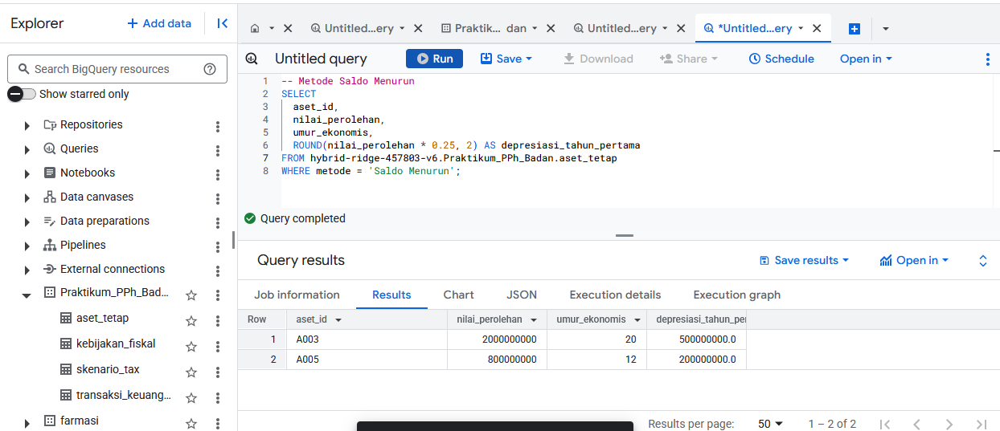 Explorer
+ Add data
Search BigQuery resources
Show starred only
Repositories
Queries
Notebooks
Data canvases
Data preparations
Pipelines
External connections
Praktikum_PPh_Bad...
aset_tetap
kebijakan_fiskal
skenario_tax
transaksi_keuang...
farmasi
Untitled...ery
Praktik... dan
Untitled...ery
*Untitled...ery
Untitled query
Run
Save
Download
Share
Schedule
Open in
1 -- Metode Saldo Menurun
2 SELECT
3 aset_id,
4 nilai_perolehan,
5 umur_ekonomis,
6 ROUND(nilai_perolehan * 0.25, 2) AS depresiasi_tahun_pertama
7 FROM hybrid-ridge-457803-v6.Praktikum_PPh_Badan.aset_tetap
8 WHERE metode = 'Saldo Menurun';
Query completed
Query results
Save results
Open in
Job information
Results
Chart
JSON
Execution details
Execution graph
Row aset_id nilai_perolehan umur_ekonomis depresiasi_tahun_per
1 A003 2000000000 20 500000000.0
2 A005 800000000 12 200000000.0
Results per page: 50 1 – 2 of 2